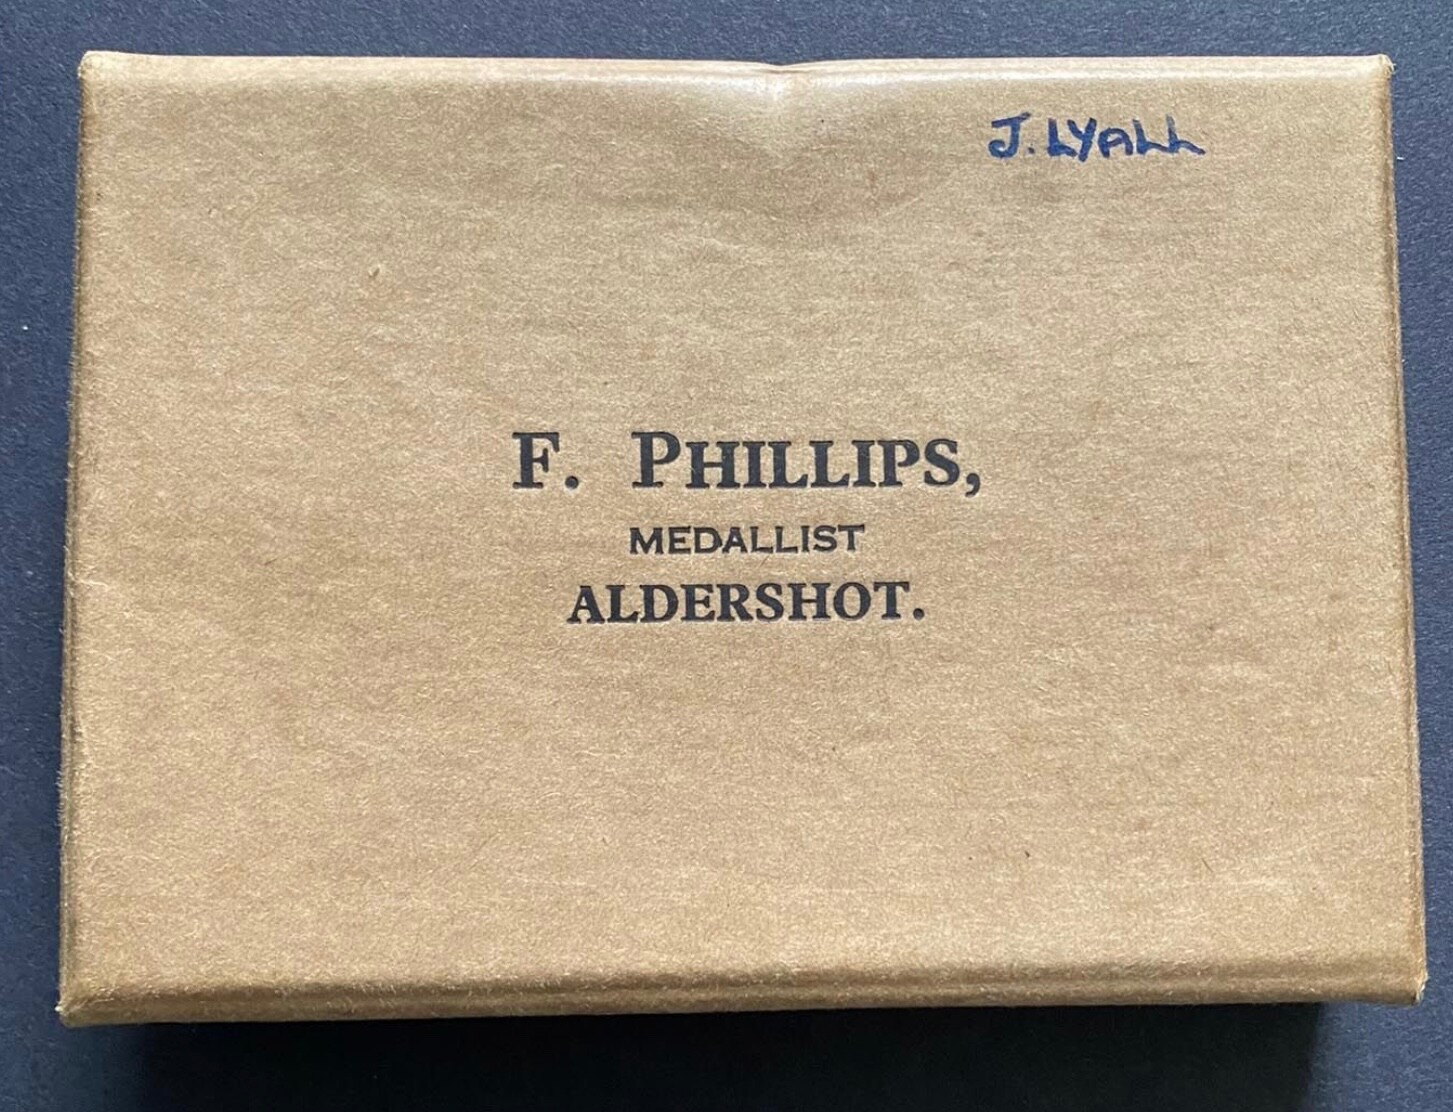 J. LYALL
F. PHILLIPS,
MEDALLIST
ALDERSHOT.